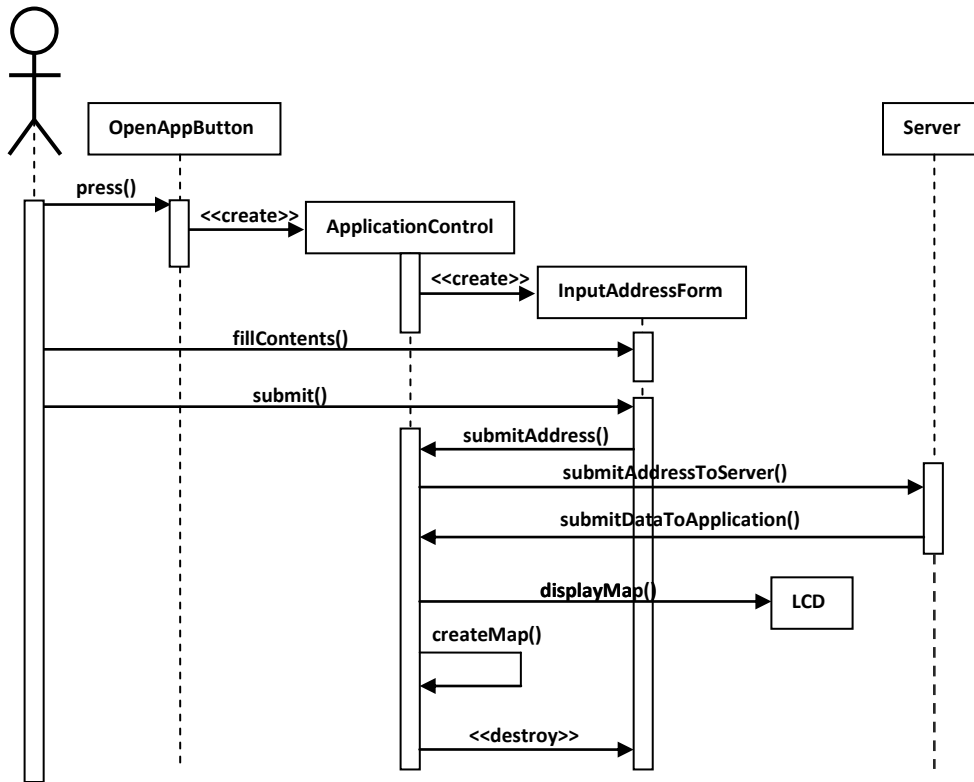 OpenAppButton
Server
press()
<<create>>
ApplicationControl
<<create>>
InputAddressForm
fillContents()
submit()
submitAddress()
submitAddressToServer()
submitDataToApplication()
displayMap()
LCD
createMap()
<<destroy>>